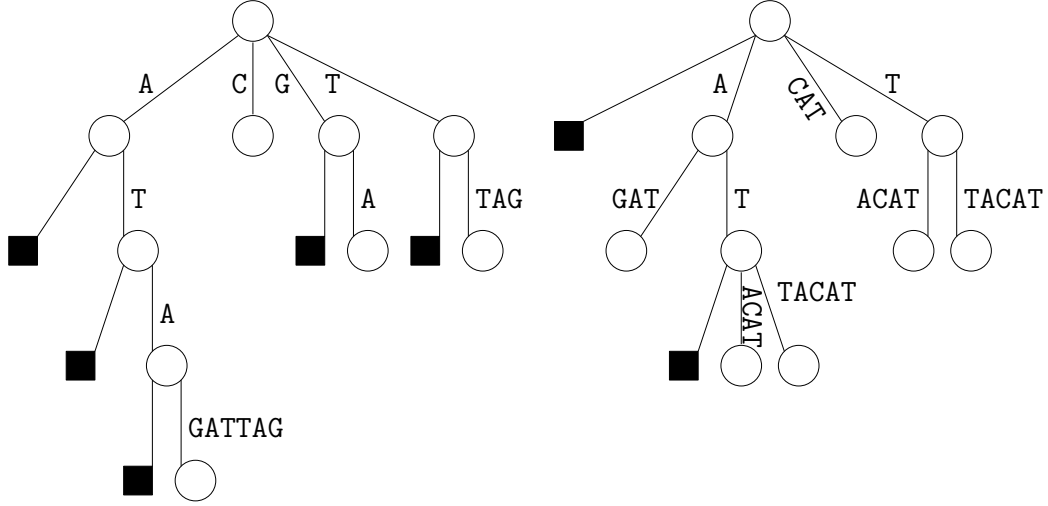 A C G T
A CAT T
T A TAG
GAT T ACAT TACAT
A
ACAT TACAT
GATTAG